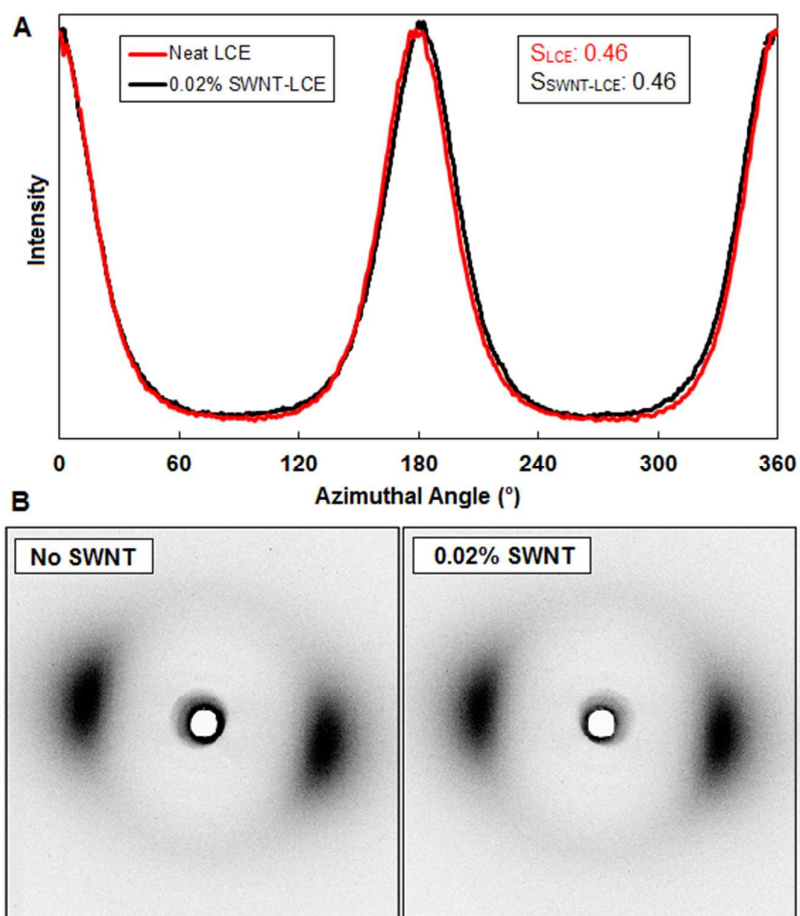 A
Neat LCE
0.02% SWNT-LCE
SLCE: 0.46
SSWNT-LCE: 0.46
Intensity
0 60 120 180 240 300 360
Azimuthal Angle (°)
B
No SWNT
0.02% SWNT